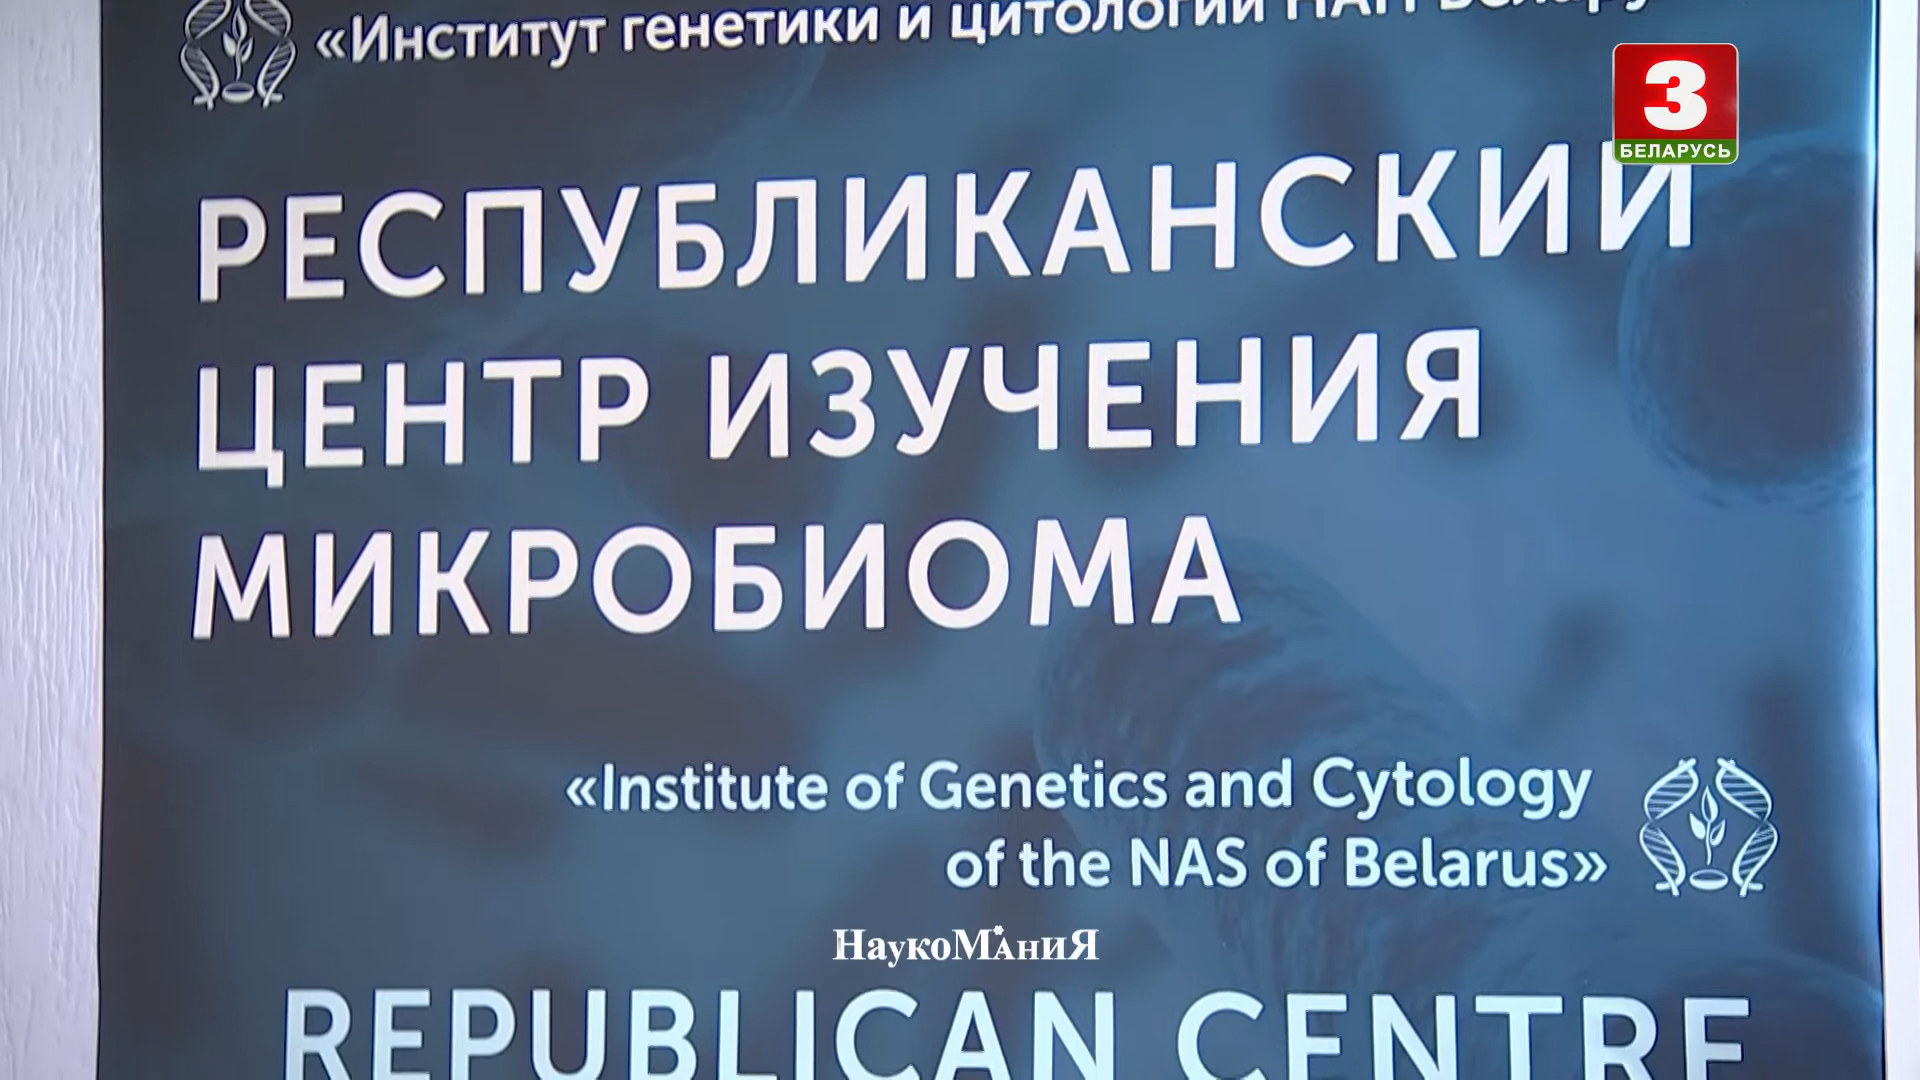 «Институт генетики и цитологии НАН
3
БЕЛАРУСЬ
РЕСПУБЛИКАНСКИЙ
ЦЕНТР ИЗУЧЕНИЯ
МИКРОБИОМА
«Institute of Genetics and Cytology
of the NAS of Belarus»
НаукоМАниЯ
REPUBLICAN CENTRE